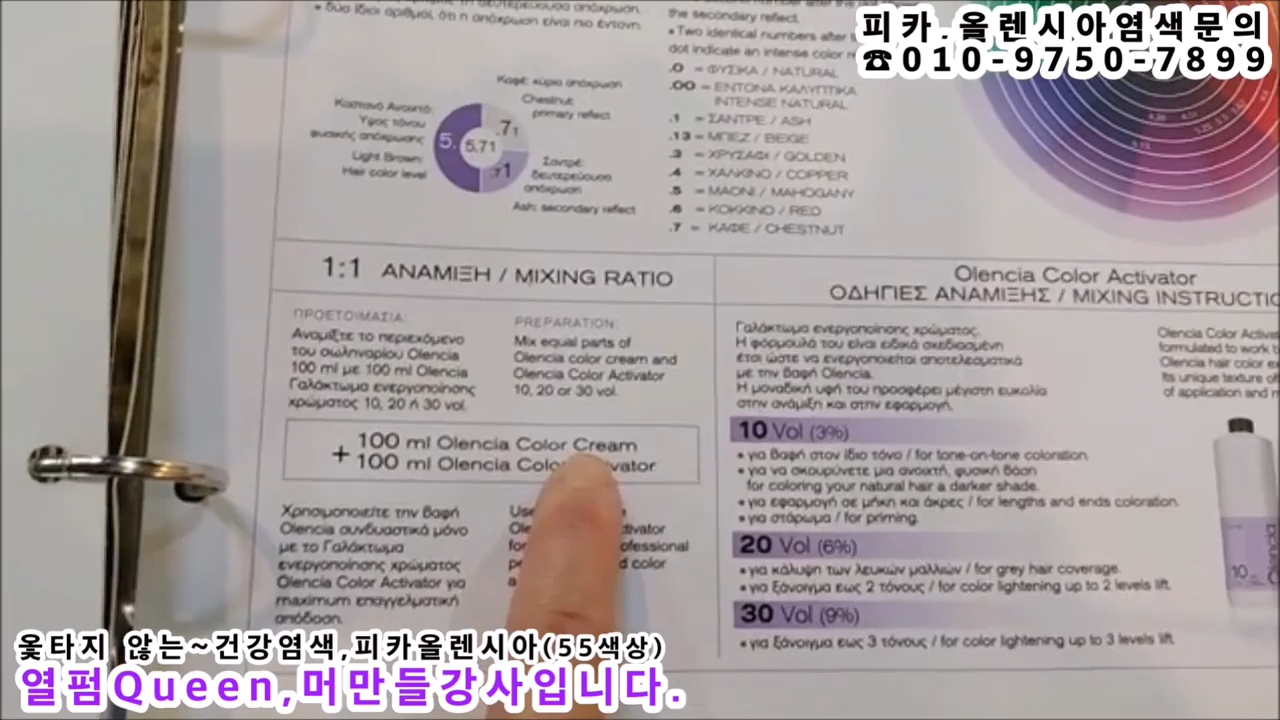 피카.올렌시아염색문의
☎010-9750-7899
• δύο ίδιοι αριθμοί, ότι η απόχρωση είναι πιο έντονη.
the secondary reflect.
• Two identical numbers after
dot indicate an intense color
.0 = ΦΥΣΙΚΑ / NATURAL
.00 = ΕΝΤΟΝΑ ΚΑΛΥΠΤΙΚΑ
INTENSE NATURAL
.1 = ΣΑΝΤΡΕ / ASH
.13 = ΜΠΕΖ / BEIGE
.3 = ΧΡΥΣΑΦΙ / GOLDEN
.4 = ΧΑΛΚΙΝΟ / COPPER
.5 = ΜΑΟΝΙ / MAHOGANY
.6 = ΚΟΚΚΙΝΟ / RED
.7 = ΚΑΦΕ / CHESTNUT
Καφέ: κύρια απόχρωση
Chestnut:
primary reflect
Καστανό Ανοιχτό:
Ύψος τόνου
φυσικής απόχρωσης
Light Brown:
Hair color level
5.
5.71
.71
.71
Σαντρέ:
δευτερεύουσα
απόχρωση
Ash: secondary reflect
1:1 ΑΝΑΜΙΞΗ / MIXING RATIO
ΠΡΟΕΤΟΙΜΑΣΙΑ:
Αναμίξτε το περιεχόμενο
του σωληναρίου Olencia
100 ml με 100 ml Olencia
Γαλάκτωμα ενεργοποίησης
χρώματος 10, 20 ή 30 vol.
PREPARATION:
Mix equal parts of
Olencia color cream and
Olencia Color Activator
10, 20 or 30 vol.
100 ml Olencia Color Cream
+ 100 ml Olencia Colo vator
Χρησιμοποιείτε την βαφή
Olencia συνδυαστικά μόνο
με το Γαλάκτωμα
ενεργοποίησης χρώματος
Olencia Color Activator για
maximum επαγγελματική
απόδοση.
Use
Ole tivator
for ofessional
d color
Olencia Color Activator
ΟΔΗΓΙΕΣ ΑΝΑΜΙΞΗΣ / MIXING INSTRUCTIO
Γαλάκτωμα ενεργοποίησης χρώματος.
Η φόρμουλά του είναι ειδικά σχεδιασμένη
έτσι ώστε να ενεργοποιείται αποτελεσματικά
με την βαφή Olencia.
Η μοναδική υφή του προσφέρει μέγιστη ευκολία
στην ανάμιξη και στην εφαρμογή.
Olencia Color Activa
formulated to work
Olencia hair color
Its unique texture of
of application and
10 Vol (3%)
• για βαφή στον ίδιο τόνο / for tone-on-tone coloration.
• για να σκουρύνετε μια ανοιχτή, φυσική βάση
for coloring your natural hair a darker shade.
• για εφαρμογή σε μήκη και άκρες / for lengths and ends coloration.
• για στάρωμα / for priming.
20 Vol (6%)
• για κάλυψη των λευκών μαλλιών / for grey hair coverage.
• για ξάνοιγμα εως 2 τόνους / for color lightening up to 2 levels lift.
30 Vol (9%)
• για ξάνοιγμα εως 3 τόνους / for color lightening up to 3 levels lift.
Olencia
10
옻타지 않는~건강염색,피카올렌시아(55색상)
열펌Queen,머만들강사입니다.